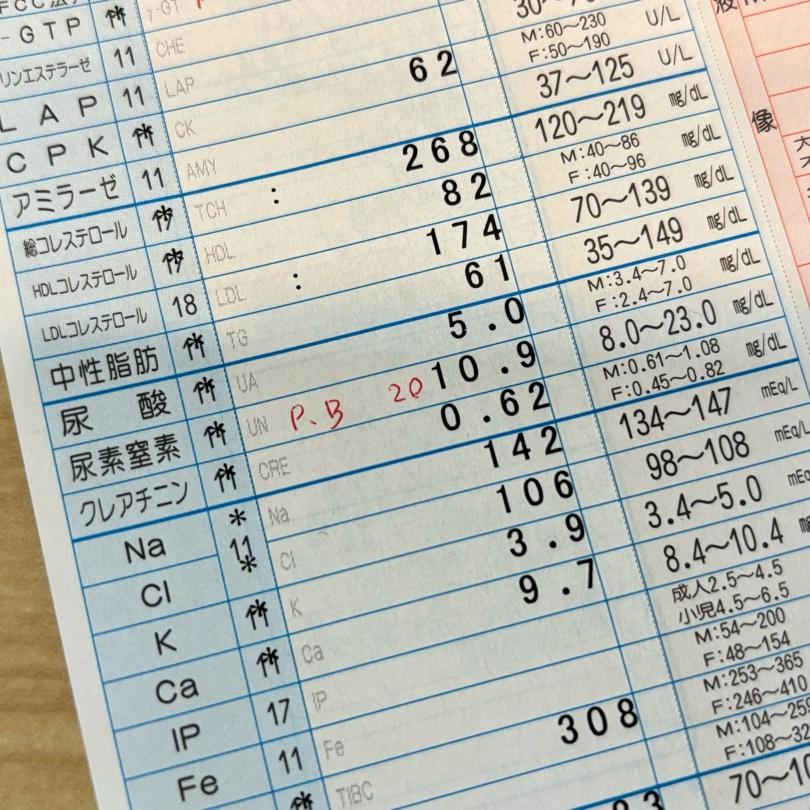 -GTP γ-GT
リンエステラーゼ 11 CHE M:60～230 F:50～190 U/L
LAP 11 LAP 62 37～125 U/L
CPK CK
アミラーゼ 11 AMY
総コレステロール TCH : 268 120～219 mg/dL
HDLコレステロール HDL 82 M:40～86 F:40～96 mg/dL
LDLコレステロール 18 LDL : 174 70～139 mg/dL
中性脂肪 TG 61 35～149 mg/dL
尿酸 UA 5.0 M:3.4～7.0 F:2.4～7.0 mg/dL
尿素窒素 UN P.B 20 10.9 8.0～23.0 mg/dL
クレアチニン CRE 0.62 M:0.61～1.08 F:0.45～0.82 mg/dL
Na * Na 142 134～147 mEq/L
Cl 11 * Cl 106 98～108 mEq/L
K K 3.9 3.4～5.0
Ca Ca 9.7 8.4～10.4
IP 17 IP 成人2.5～4.5 小児4.5～6.5
Fe 11 Fe M:54～200 F:48～154
TIBC 308 M:253～365 F:246～410
像